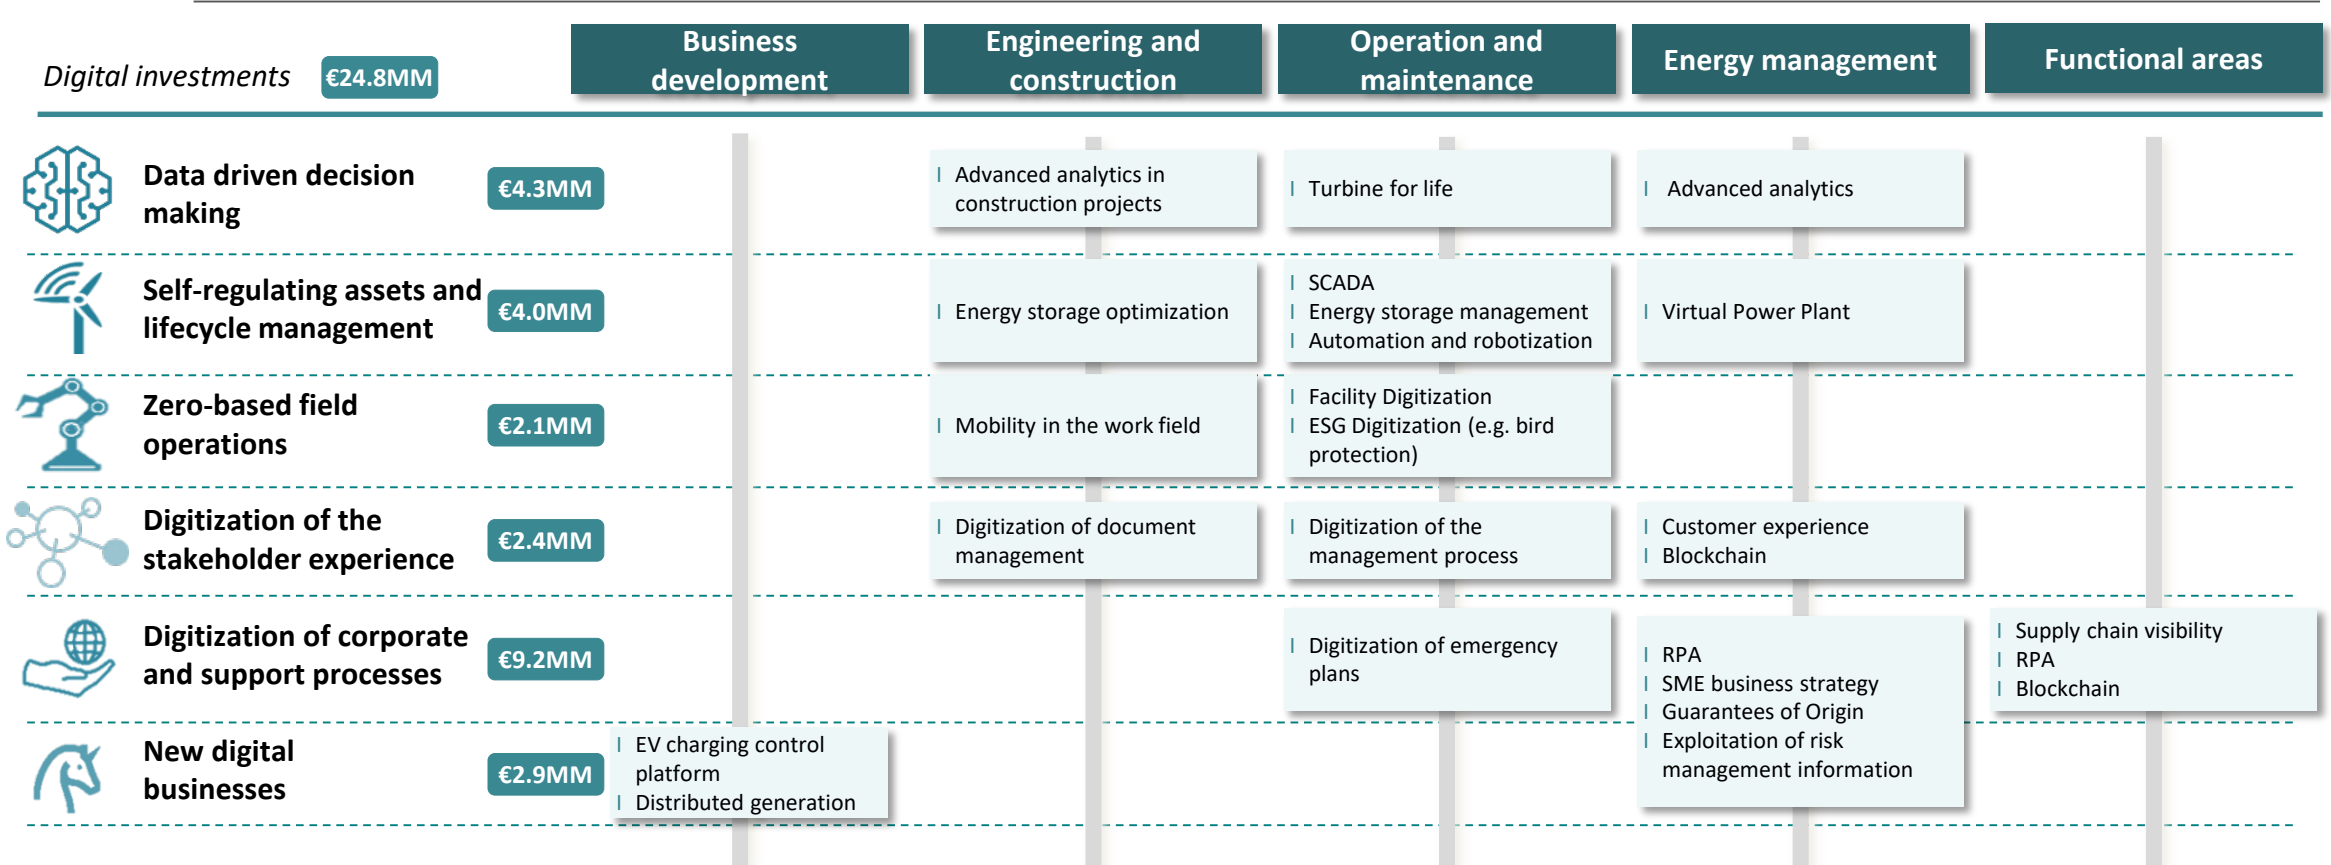 Digital investments
€24.8MM
Business
development
Engineering and
construction
Operation and
maintenance
Energy management
Functional areas
Data driven decision
making
€4.3MM
Advanced analytics in
construction projects
Turbine for life
Advanced analytics
Self-regulating assets and
lifecycle management
€4.0MM
Energy storage optimization
SCADA
Energy storage management
Automation and robotization
Virtual Power Plant
Zero-based field
operations
€2.1MM
Mobility in the work field
Facility Digitization
ESG Digitization (e.g. bird
protection)
Digitization of the
stakeholder experience
€2.4MM
Digitization of document
management
Digitization of the
management process
Customer experience
Blockchain
Digitization of corporate
and support processes
€9.2MM
Digitization of emergency
plans
RPA
SME business strategy
Guarantees of Origin
Exploitation of risk
management information
Supply chain visibility
RPA
Blockchain
New digital
businesses
€2.9MM
EV charging control
platform
Distributed generation